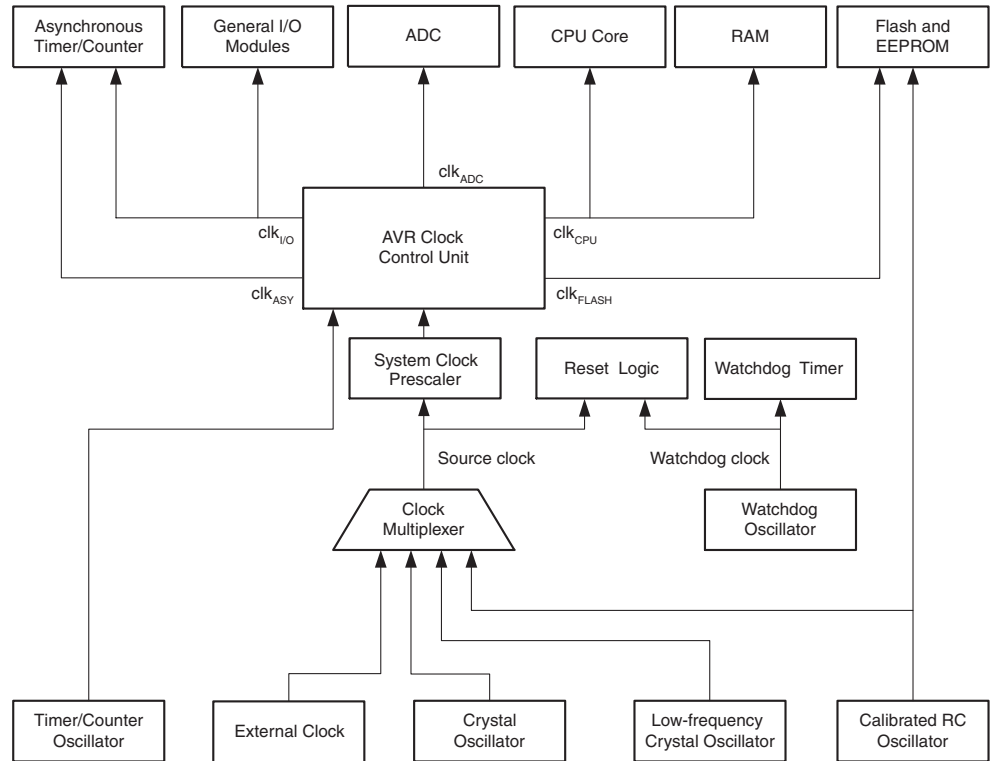 Asynchronous
Timer/Counter
General I/O
Modules
ADC
CPU Core
RAM
Flash and
EEPROM
clkADC
AVR Clock
Control Unit
clkI/O
clkCPU
clkASY
clkFLASH
System Clock
Prescaler
Reset Logic
Watchdog Timer
Source clock
Watchdog clock
Clock
Multiplexer
Watchdog
Oscillator
Timer/Counter
Oscillator
External Clock
Crystal
Oscillator
Low-frequency
Crystal Oscillator
Calibrated RC
Oscillator